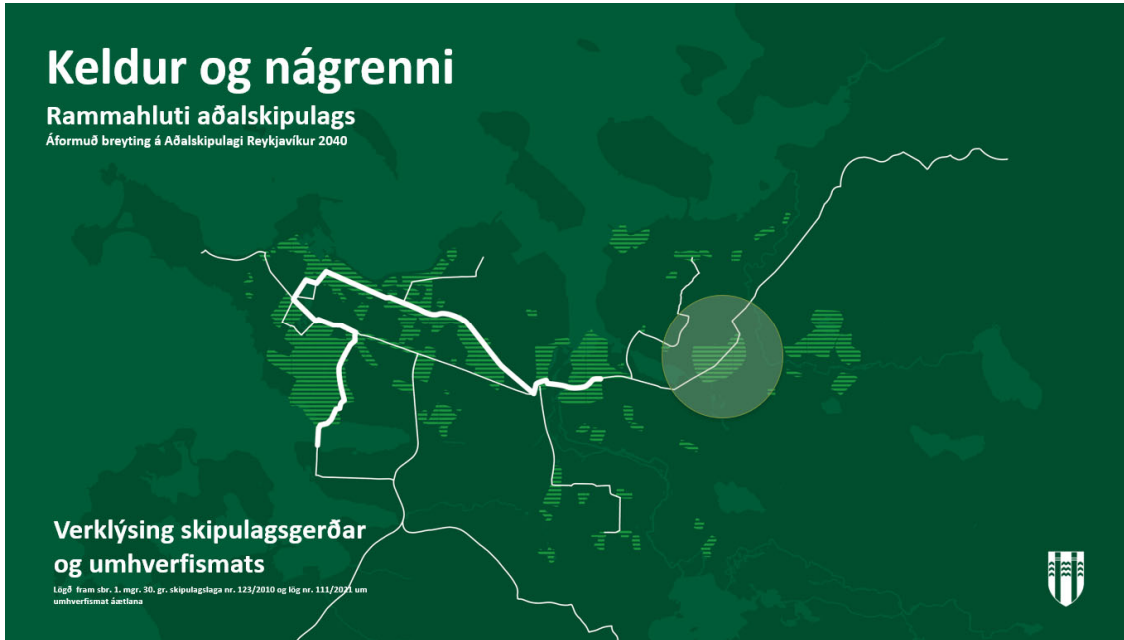 Keldur og nágrenni
Rammahluti aðalskipulags
Áformuð breyting á Aðalskipulagi Reykjavíkur 2040
Verklýsing skipulagsgerðar
og umhverfismats
Lögð fram sbr. 1. mgr. 30. gr. skipulagslaga nr. 123/2010 og lög nr. 111/2021 um
umhverfismat áætlana